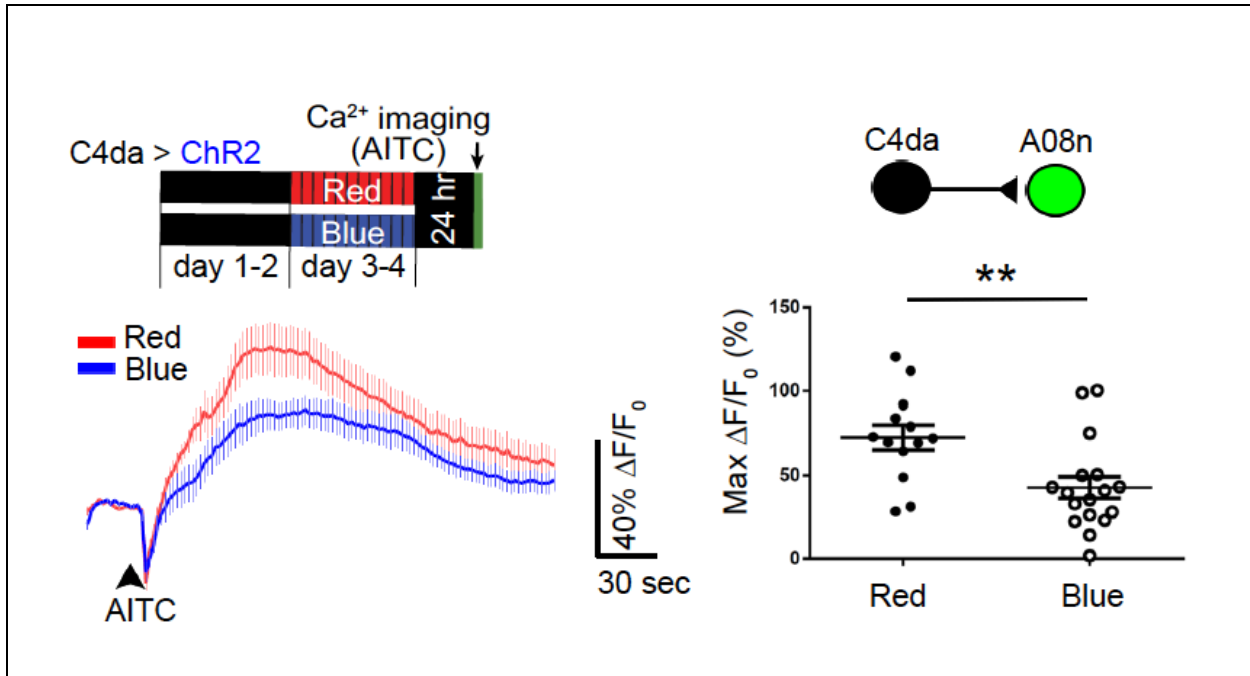 Ca²⁺ imaging
(AITC)
C4da > ChR2
Red
Blue
24 hr
day 1-2
day 3-4
Red
Blue
AITC
40% ΔF/F₀
30 sec
C4da
A08n
**
Max ΔF/F₀ (%)
150
100
50
0
Red
Blue